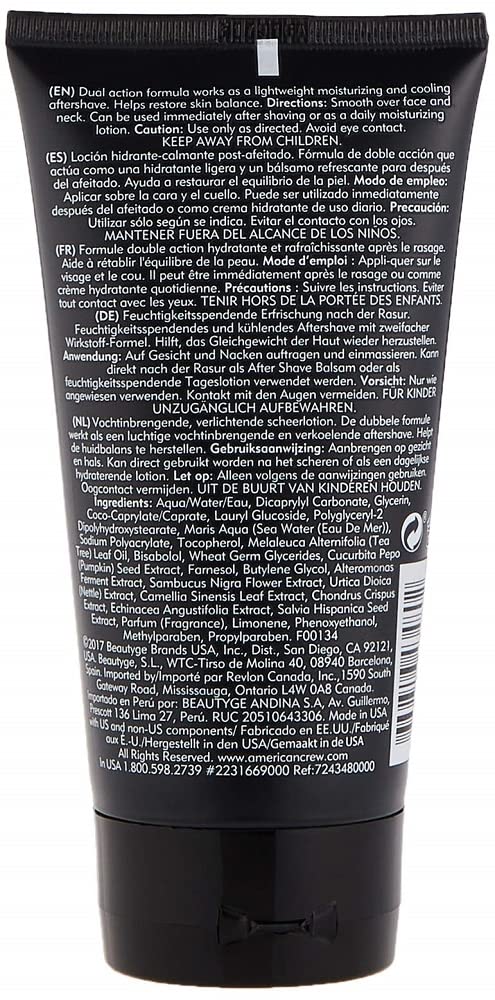 (EN) Dual action formula works as a lightweight moisturizing and cooling
aftershave. Helps restore skin balance. Directions: Smooth over face and
neck. Can be used immediately after shaving or as a daily moisturizing
lotion. Caution: Use only as directed. Avoid eye contact.
KEEP AWAY FROM CHILDREN.
(ES) Loción hidrante-calmante post-afeitado. Fórmula de doble acción que
actúa como una hidratante ligera y un bálsamo refrescante para después
del afeitado. Ayuda a restaurar el equilibrio de la piel. Modo de empleo:
Aplicar sobre la cara y el cuello. Puede ser utilizado inmediatamente
después del afeitado o como crema hidratante de uso diario. Precaución:
Utilizar sólo según se indica. Evitar el contacto con los ojos.
MANTENER FUERA DEL ALCANCE DE LOS NINOS.
(FR) Formule double action hydratante et rafraîchissante après le rasage.
Aide à rétablir l'équilibre de la peau. Mode d'emploi : Appli-quer sur le
visage et le cou. Il peut être immédiatement après le rasage ou comme
crème hydratante quotidienne. Précautions : Suivre les instructions. Eviter
tout contact avec les yeux. TENIR HORS DE LA PORTÉE DES ENFANTS.
(DE) Feuchtigkeitsspendende Erfrischung nach der Rasur.
Feuchtigkeitsspendendes und kühlendes Aftershave mit zweifacher
Wirkstoff-Formel. Hilft, das Gleichgewicht der Haut wieder herzustellen.
Anwendung: Auf Gesicht und Nacken auftragen und einmassieren. Kann
direkt nach der Rasur als After Shave Balsam oder als
feuchtigkeitsspendende Tageslotion verwendet werden. Vorsicht: Nur wie
angewiesen verwenden. Kontakt mit den Augen vermeiden. FÜR KINDER
UNZUGÄNGLICH AUFBEWAHREN.
(NL) Vochtinbrengende, verlichtende scheerlotion. De dubbele formule
werkt als een luchtige vochtinbrengende en verkoelende aftershave. Helpt
de huidbalans te herstellen. Gebruiksaanwijzing: Aanbrengen op gezicht
en hals. Kan direct gebruikt worden na het scheren of als een dagelijkse
hydraterende lotion. Let op: Alleen volgens de aanwijzingen gebruiken.
Oogcontact vermijden. UIT DE BUURT VAN KINDEREN HOUDEN.
Ingredients: Aqua/Water/Eau, Dicaprylyl Carbonate, Glycerin,
Coco-Caprylate/Caprate, Lauryl Glucoside, Polyglyceryl-2
Dipolyhydroxystearate, Maris Aqua (Sea Water (Eau De Mer)),
Sodium Polyacrylate, Tocopherol, Melaleuca Alternifolia (Tea
Tree) Leaf Oil, Bisabolol, Wheat Germ Glycerides, Cucurbita Pepo
(Pumpkin) Seed Extract, Farnesol, Butylene Glycol, Alteromonas
Ferment Extract, Sambucus Nigra Flower Extract, Urtica Dioica
(Nettle) Extract, Camellia Sinensis Leaf Extract, Chondrus Crispus
Extract, Echinacea Angustifolia Extract, Salvia Hispanica Seed
Extract, Parfum (Fragrance), Limonene, Phenoxyethanol,
Methylparaben, Propylparaben. F00134
©2017 Beautyge Brands USA, Inc., Dist., San Diego, CA 92121,
USA. Beautyge, S.L., WTC-Tirso de Molina 40, 08940 Barcelona,
Spain. Imported by/Importé par Revlon Canada, Inc., 1590 South
Gateway Road, Mississauga, Ontario L4W 0A8 Canada.
Importado en Perú por: BEAUTYGE ANDINA S.A, Av. Guillermo,
Prescott 136 Lima 27, Perú. RUC 20510643306. Made in USA
with US and non-US components/ Fabricado en EE.UU./Fabriqué
aux É.-U./Hergestellt in den USA/Gemaakt in de USA
All Rights Reserved. www.americancrew.com
In USA 1.800.598.2739 #2231669000 Ref:7243480000